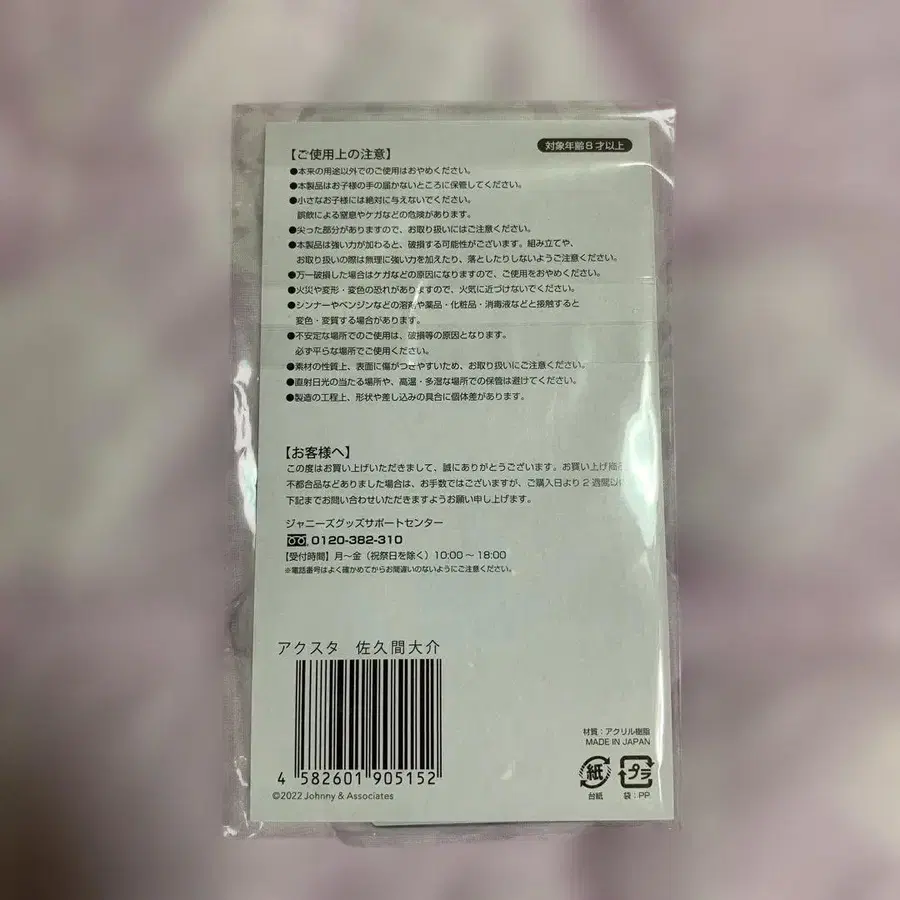 対象年齢8才以上
【ご使用上の注意】
●本来の用途以外でのご使用はおやめください。
●本製品はお子様の手の届かないところに保管してください。
●小さなお子様には絶対に与えないでください。
誤飲による窒息やケガなどの危険があります。
●尖った部分がありますので、お取り扱いにはご注意ください。
●本製品は強い力が加わると、破損する可能性がございます。組み立てや、
お取り扱いの際は無理に強い力を加えたり、落としたりしないようご注意ください。
●万一破損した場合はケガなどの原因になりますので、ご使用をおやめください。
●火災や変形・変色の恐れがありますので、火気に近づけないでください。
●シンナーやベンジンなどの溶剤や薬品・化粧品・消毒液などと接触すると
変色・変質する場合があります。
●不安定な場所でのご使用は、破損等の原因となります。
必ず平らな場所でご使用ください。
●素材の性質上、表面に傷がつきやすいため、お取り扱いにご注意ください。
●直射日光の当たる場所や、高温・多湿な場所での保管は避けてください。
●製造の工程上、形状や差し込みの具合に個体差があります。
【お客様へ】
この度はお買い上げいただきまして、誠にありがとうございます。お買い上げ
不都合品などありました場合は、お手数ではございますが、ご購入日より2週間以
下記までお問い合わせいただきますようお願い申し上げます。
ジャニーズグッズサポートセンター
0120-382-310
【受付時間】月～金（祝祭日を除く）10:00～18:00
※電話番号はよく確かめてからお間違いのないようにご注意ください。
アクスタ 佐久間大介
4 582601 905152
©2022 Johnny & Associates
材質：アクリル樹脂
MADE IN JAPAN
紙 プラ
台紙 袋：PP